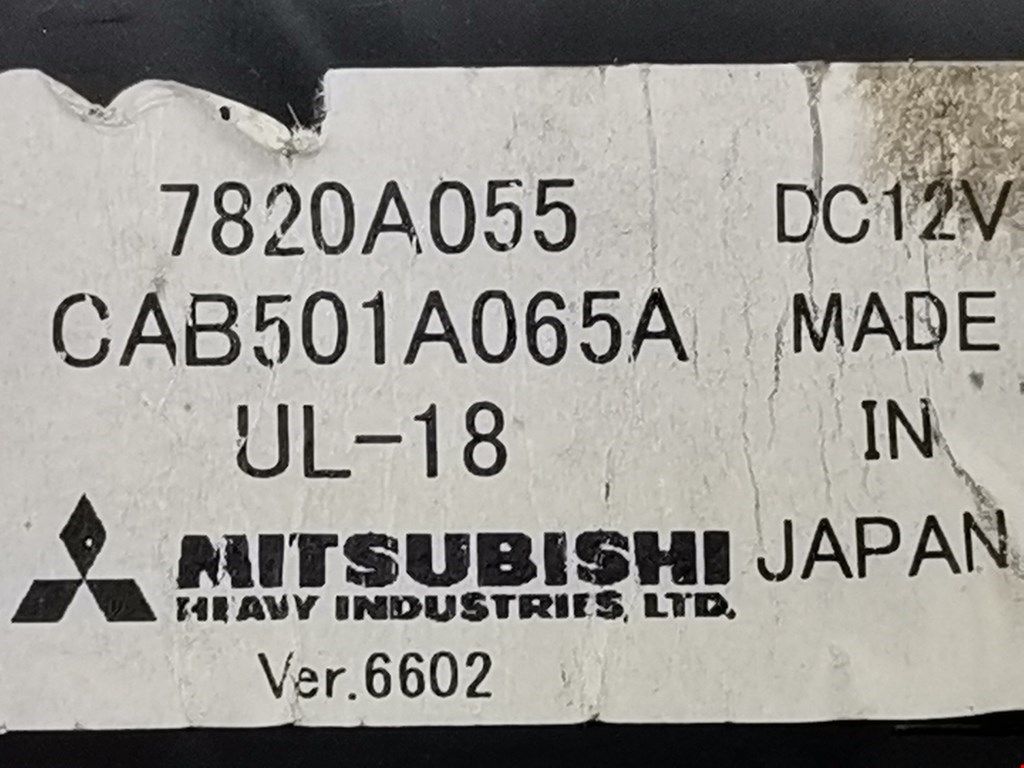 7820A055 DC12V
CAB501A065A MADE
UL-18 IN
MITSUBISHI JAPAN
HEAVY INDUSTRIES, LTD.
Ver.6602